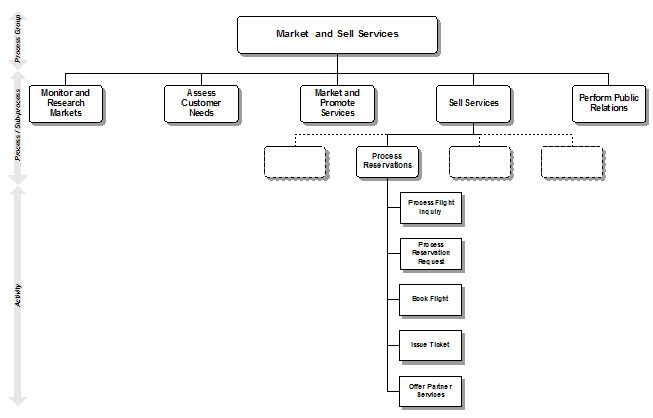 Process Group
Market and Sell Services
Process / Subprocess
Monitor and
Research
Markets
Assess
Customer
Needs
Market and
Promote
Services
Sell Services
Perform Public
Relations
Process
Reservations
Activity
Process Flight
Inquiry
Process
Reservation
Request
Book Flight
Issue Ticket
Offer Partner
Services